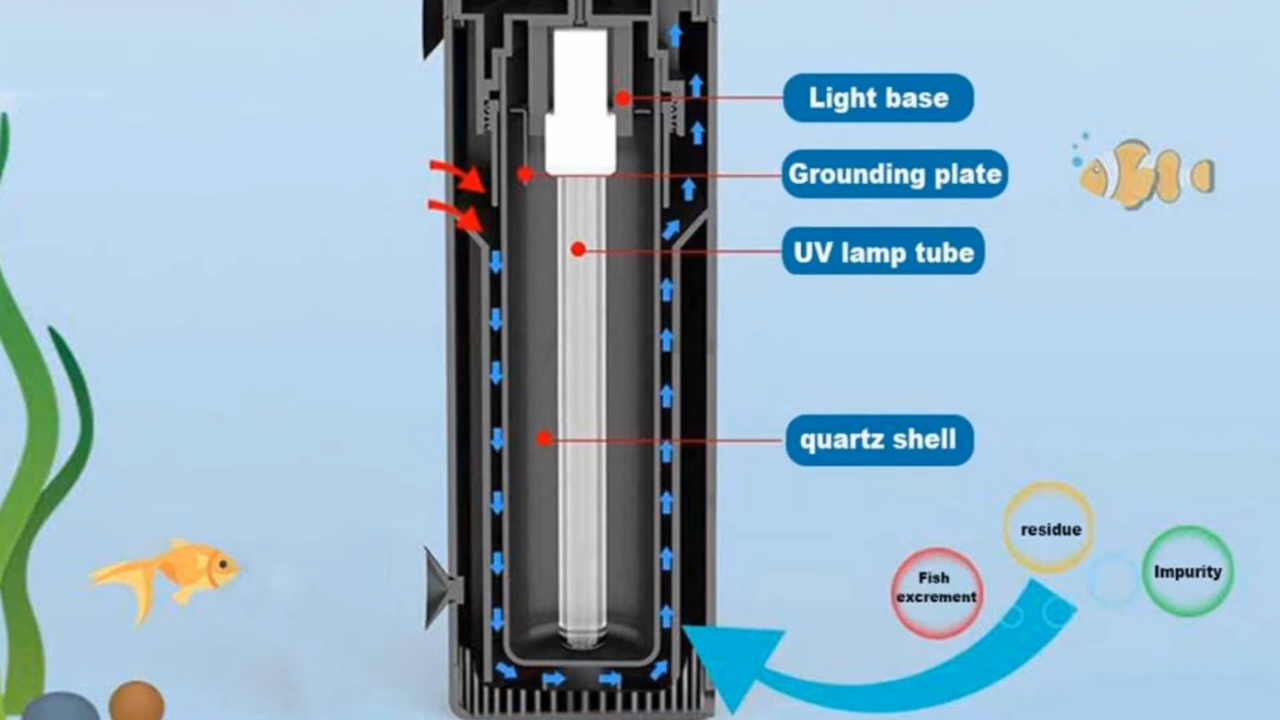 Light base
Grounding plate
UV lamp tube
quartz shell
residue
Fish
excrement
Impurity